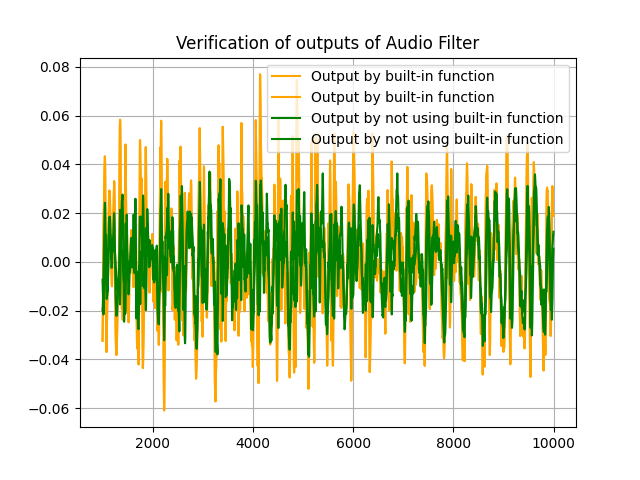 Verification of outputs of Audio Filter
Output by built-in function
Output by built-in function
Output by not using built-in function
Output by not using built-in function
0.08
0.06
0.04
0.02
0.00
−0.02
−0.04
−0.06
2000
4000
6000
8000
10000